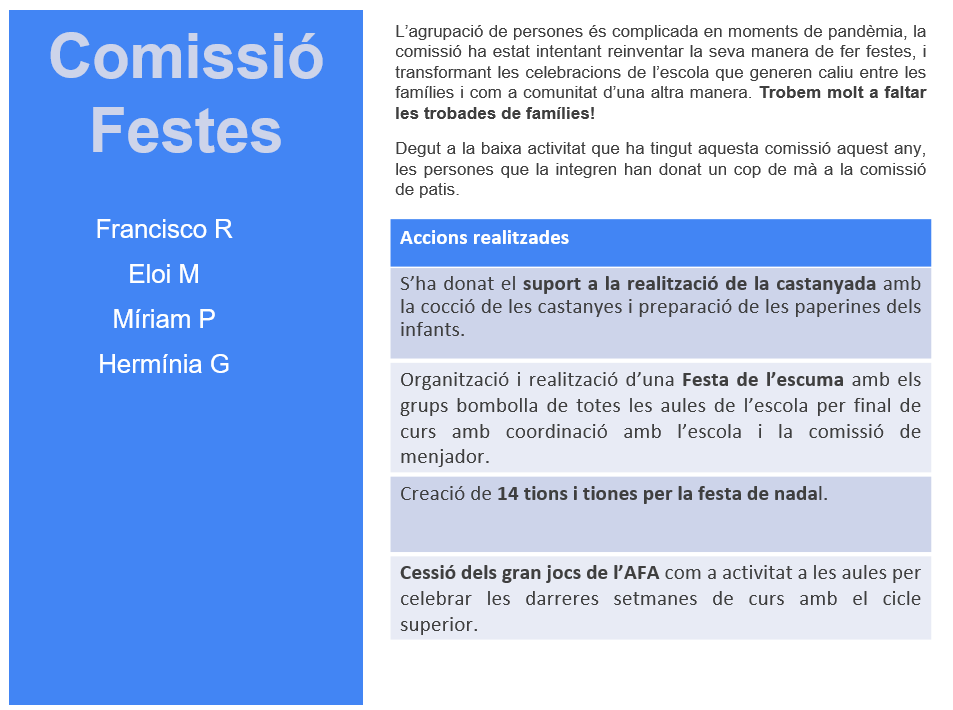 Comissió
Festes
Francisco R
Eloi M
Míriam P
Hermínia G
L’agrupació de persones és complicada en moments de pandèmia, la
comissió ha estat intentant reinventar la seva manera de fer festes, i
transformant les celebracions de l’escola que generen caliu entre les
famílies i com a comunitat d’una altra manera. Trobem molt a faltar
les trobades de famílies!
Degut a la baixa activitat que ha tingut aquesta comissió aquest any,
les persones que la integren han donat un cop de mà a la comissió
de patis.
Accions realitzades
S’ha donat el suport a la realització de la castanyada amb
la cocció de les castanyes i preparació de les paperines dels
infants.
Organització i realització d’una Festa de l’escuma amb els
grups bombolla de totes les aules de l’escola per final de
curs amb coordinació amb l’escola i la comissió de
menjador.
Creació de 14 tions i tiones per la festa de nadal.
Cessió dels gran jocs de l’AFA com a activitat a les aules per
celebrar les darreres setmanes de curs amb el cicle
superior.